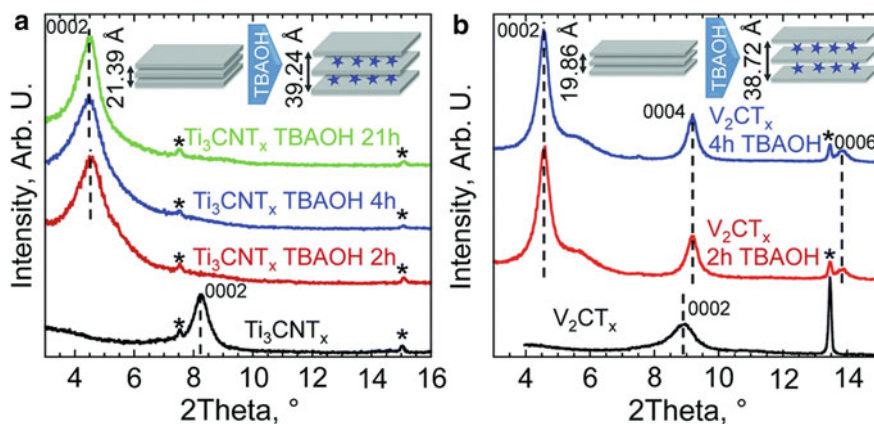 a
0002
21.39 Å
TBAOH
39.24 Å
Ti₃CNTₓ TBAOH 21h
*
*
Ti₃CNTₓ TBAOH 4h
*
*
Ti₃CNTₓ TBAOH 2h
*
*
0002
*
Ti₃CNTₓ
*
4 6 8 10 12 14 16
2Theta, °
Intensity, Arb. U.
b
0002
19.86 Å
TBAOH
38.72 Å
0004
V₂CTₓ
4h TBAOH
*
0006
V₂CTₓ
2h TBAOH
*
0002
V₂CTₓ
4 6 8 10 12 14
2Theta, °
Intensity, Arb. U.